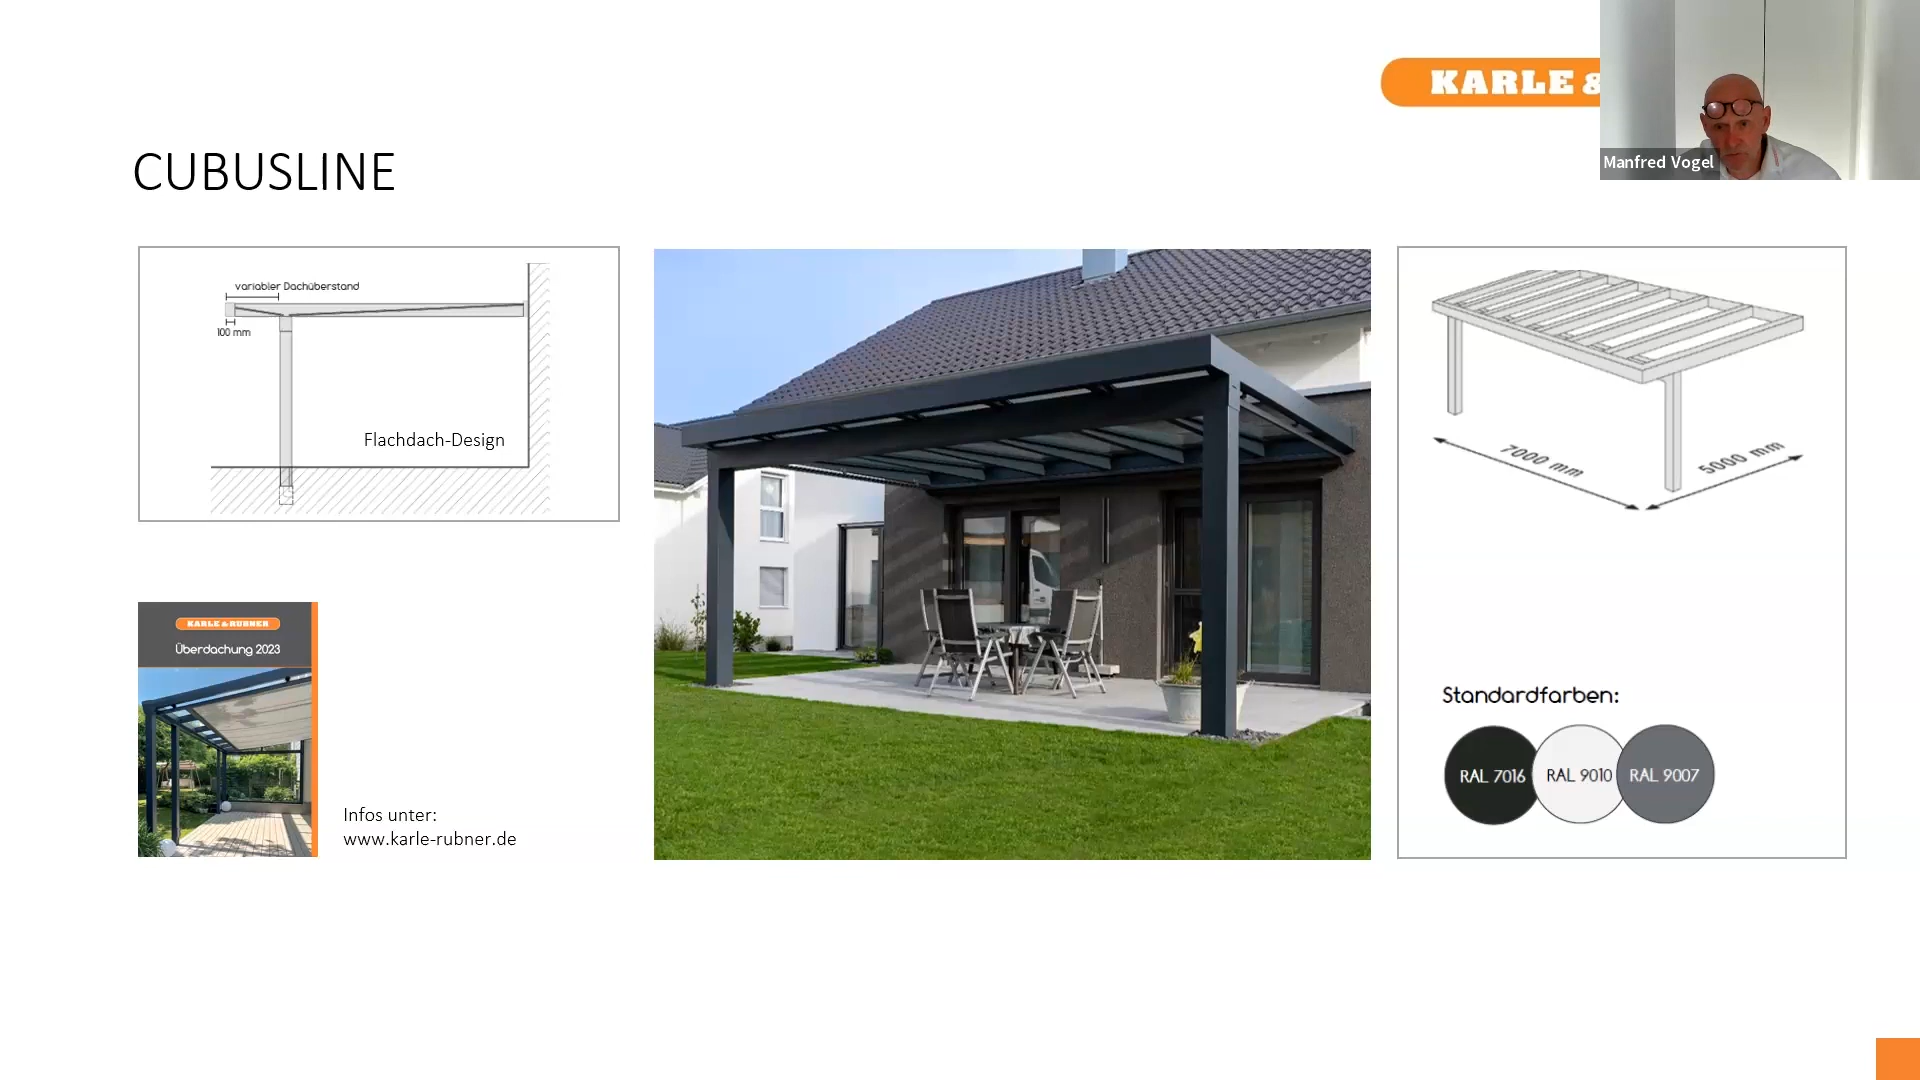 KARLE &
Manfred Vogel
CUBUSLINE
variabler Dachüberstand
100 mm
Flachdach-Design
7000 mm
5000 mm
KARLE & RUBNER
Überdachung 2023
Infos unter:
www.karle-rubner.de
Standardfarben:
RAL 7016
RAL 9010
RAL 9007